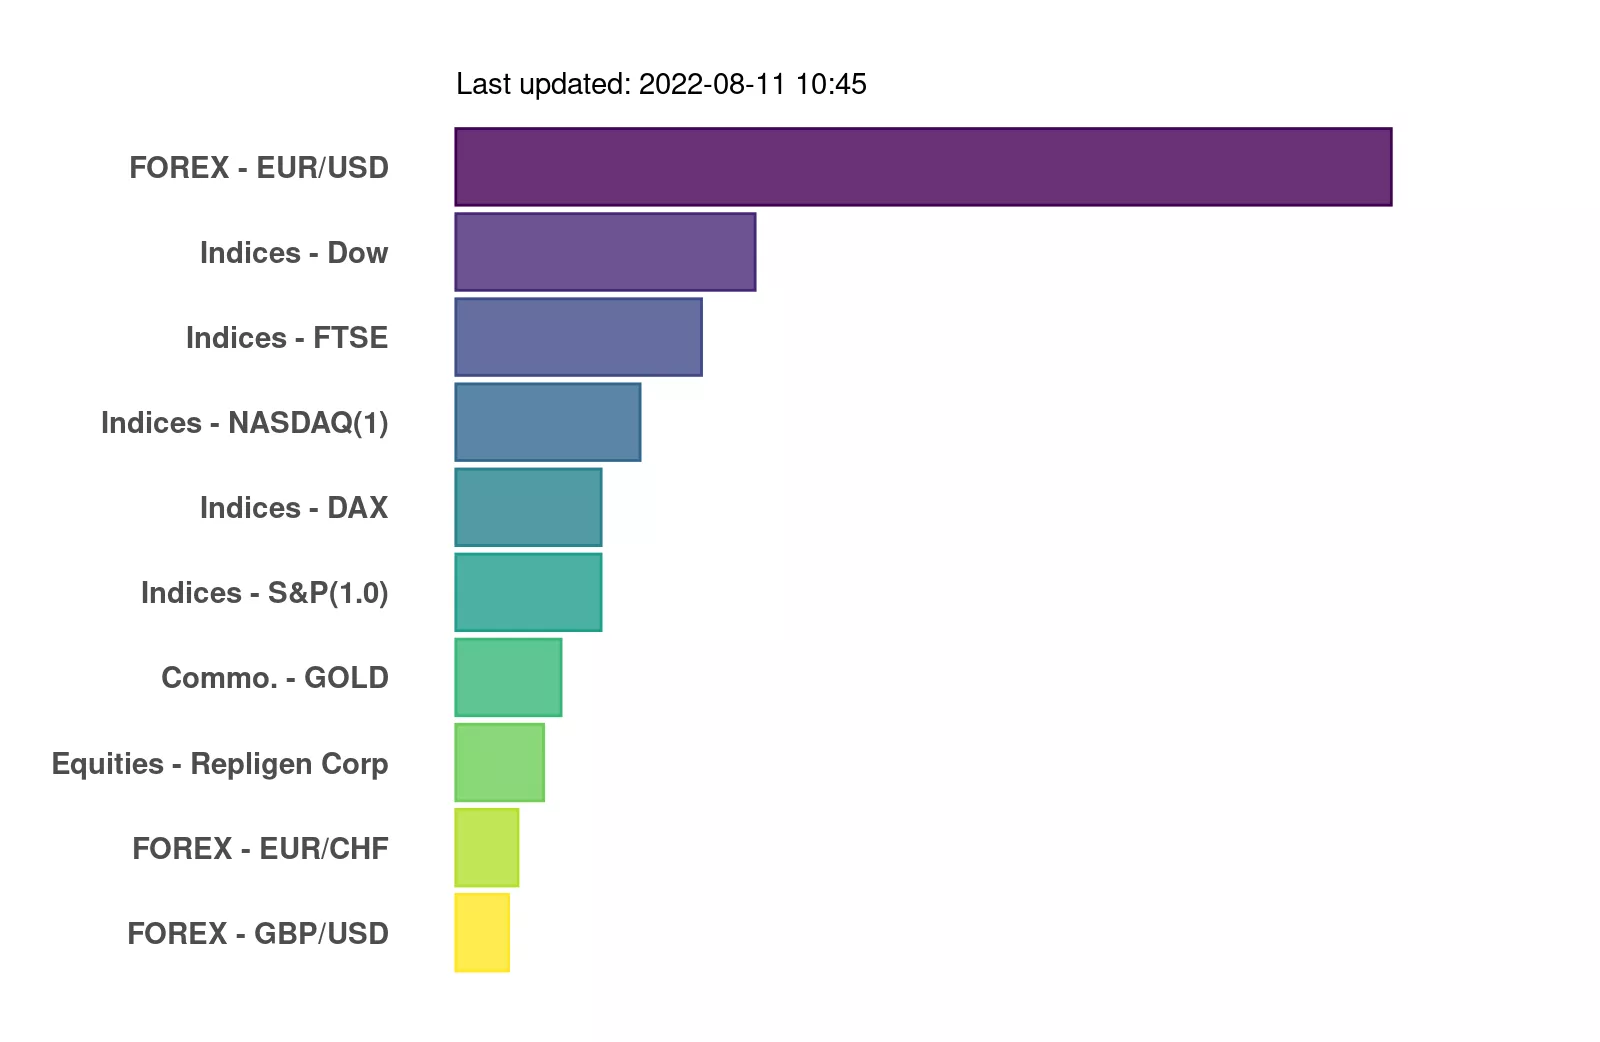 Last updated: 2022-08-11 10:45
FOREX - EUR/USD
Indices - Dow
Indices - FTSE
Indices - NASDAQ(1)
Indices - DAX
Indices - S&P(1.0)
Commo. - GOLD
Equities - Repligen Corp
FOREX - EUR/CHF
FOREX - GBP/USD